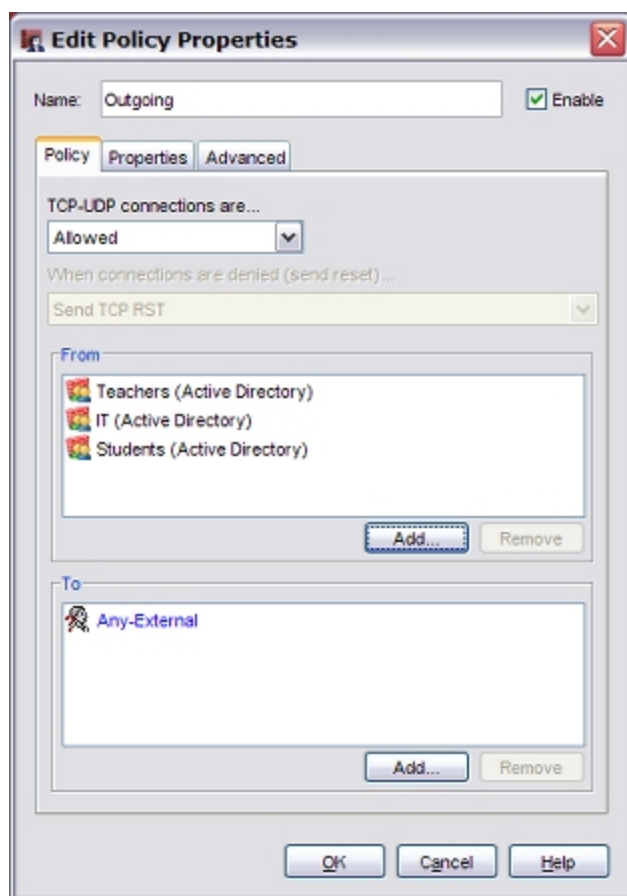 Edit Policy Properties
Name: Outgoing Enable
Policy Properties Advanced
TCP-UDP connections are...
Allowed
When connections are denied (send reset)...
Send TCP RST
From
Teachers (Active Directory)
IT (Active Directory)
Students (Active Directory)
Add... Remove
To
Any-External
Add... Remove
OK Cancel Help